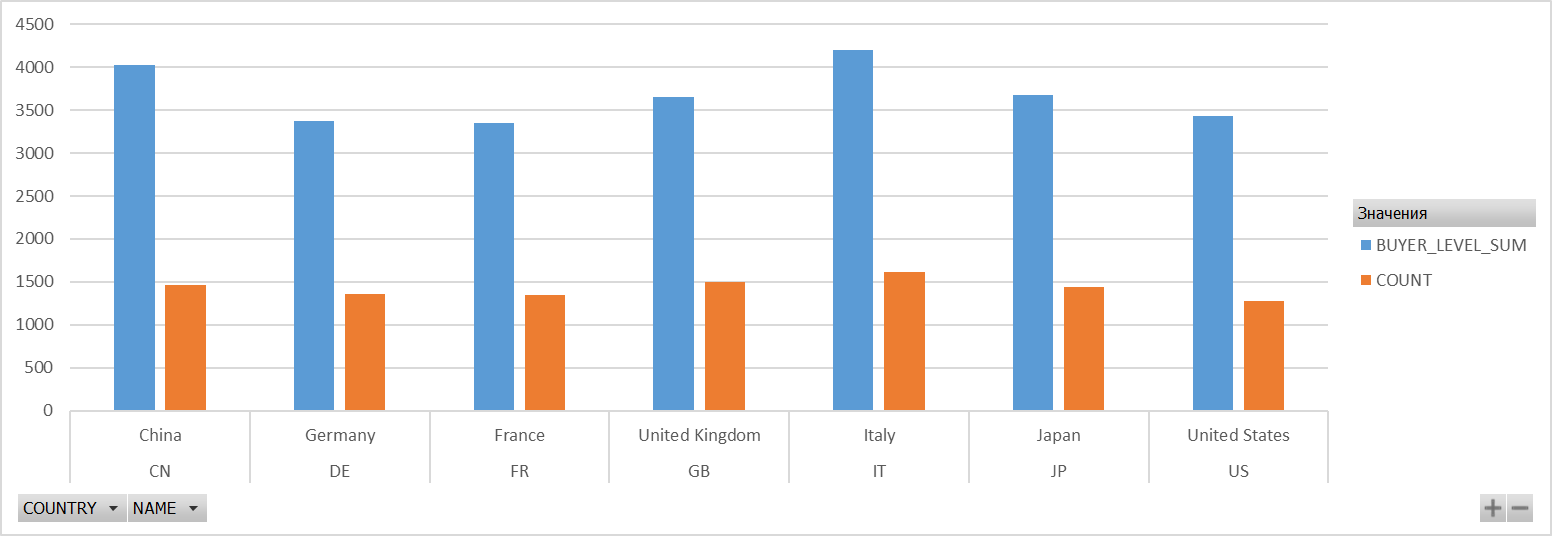 4500
4000
3500
3000
2500
2000
1500
1000
500
0
China Germany France United Kingdom Italy Japan United States
CN DE FR GB IT JP US
COUNTRY NAME
Значения
BUYER_LEVEL_SUM
COUNT